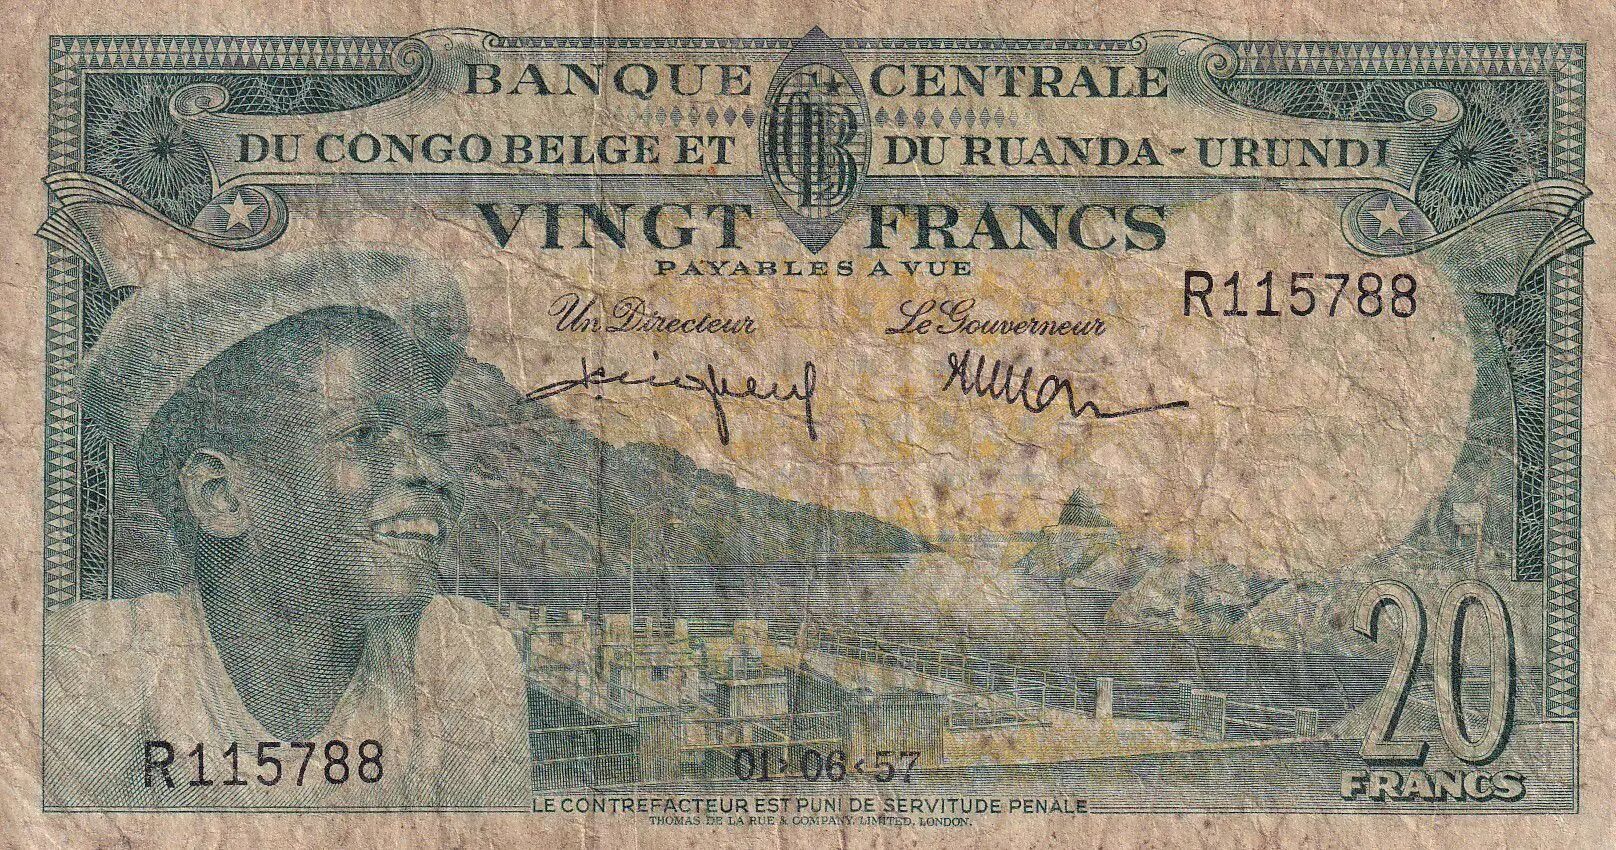 BANQUE CENTRALE
DU CONGO BELGE ET DU RUANDA-URUNDI
VINGT FRANCS
PAYABLES A VUE
R115788
Un Directeur Le Gouverneur
20
FRANCS
R115788
01-06-57
LE CONTREFACTEUR EST PUNI DE SERVITUDE PENALE
THOMAS DE LA RUE & COMPANY, LIMITED, LONDON.